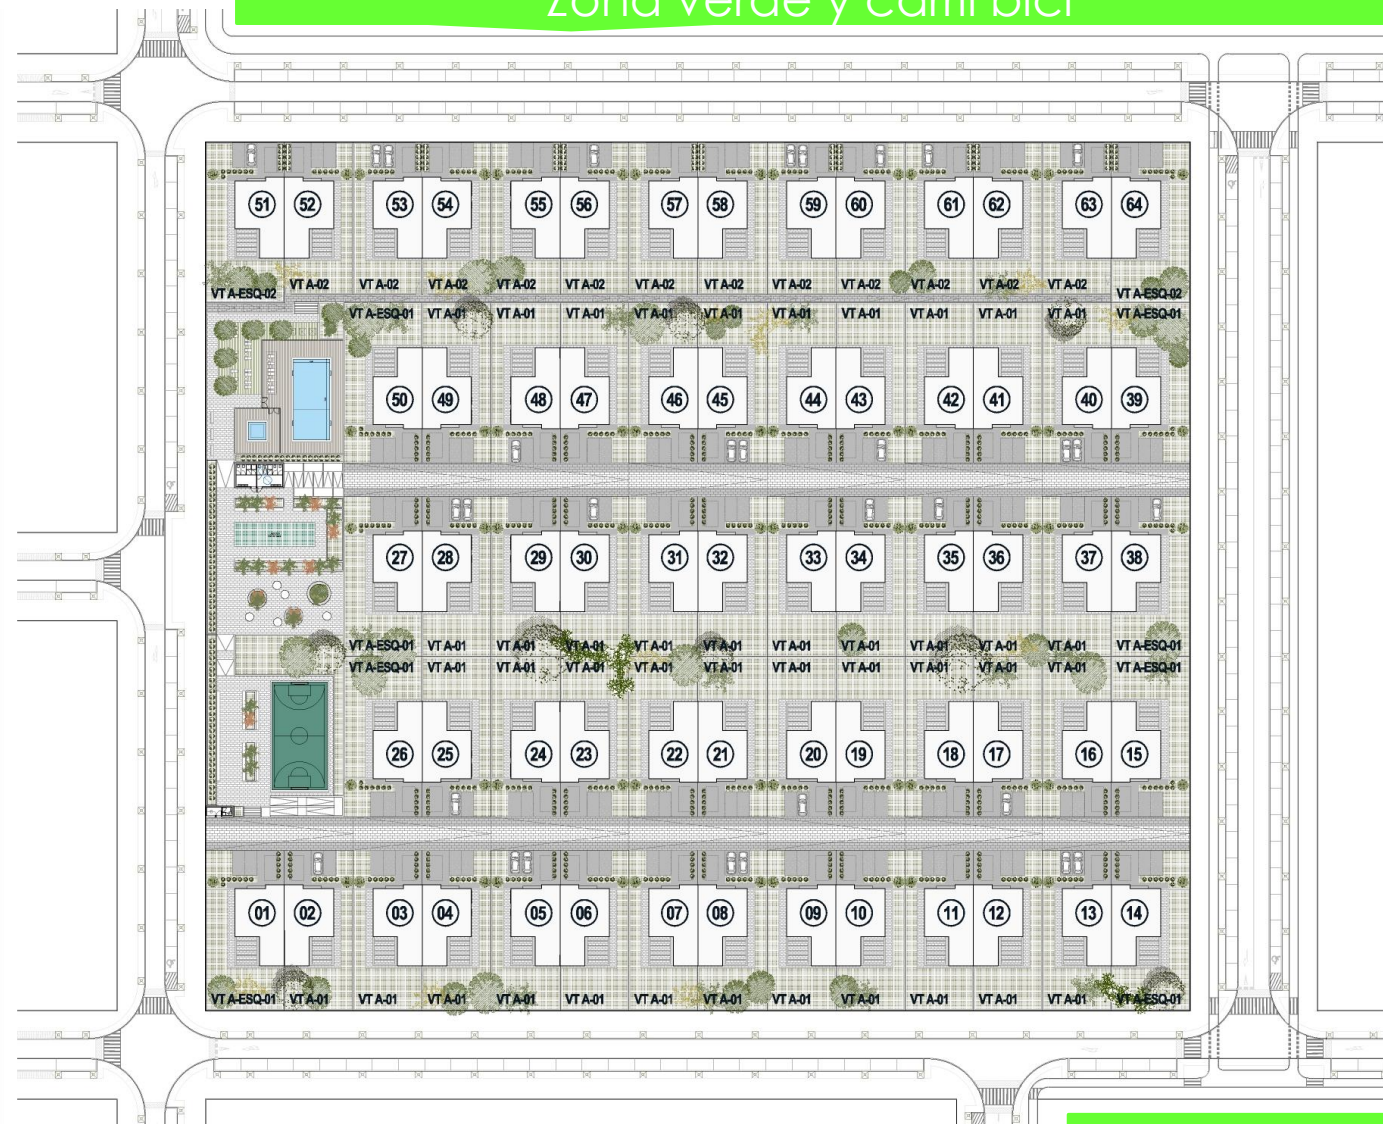 Zona verde y camí bici
51 52 53 54 55 56 57 58 59 60 61 62 63 64
VT A-ESQ-02 VT A-02 VT A-02 VT A-02 VT A-02 VT A-02 VT A-02 VT A-02 VT A-02 VT A-02 VT A-02 VT A-02 VT A-02 VT A-ESQ-02
VT A-ESQ-01 VT A-01 VT A-01 VT A-01 VT A-01 VT A-01 VT A-01 VT A-01 VT A-01 VT A-01 VT A-01 VT A-ESQ-01
50 49 48 47 46 45 44 43 42 41 40 39
27 28 29 30 31 32 33 34 35 36 37 38
VT A-ESQ-01 VT A-01 VT A-01 VT A-01 VT A-01 VT A-01 VT A-01 VT A-01 VT A-01 VT A-01 VT A-01 VT A-ESQ-01
VT A-ESQ-01 VT A-01 VT A-01 VT A-01 VT A-01 VT A-01 VT A-01 VT A-01 VT A-01 VT A-01 VT A-01 VT A-ESQ-01
26 25 24 23 22 21 20 19 18 17 16 15
01 02 03 04 05 06 07 08 09 10 11 12 13 14
VT A-ESQ-01 VT A-01 VT A-01 VT A-01 VT A-01 VT A-01 VT A-01 VT A-01 VT A-01 VT A-01 VT A-01 VT A-01 VT A-01 VT A-ESQ-01